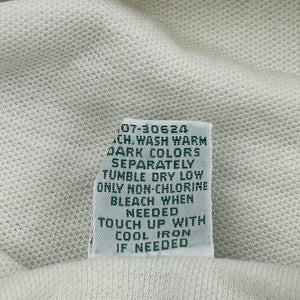 07-30624
CH. WASH WARM
DARK COLORS
SEPARATELY
TUMBLE DRY LOW
ONLY NON-CHLORINE
BLEACH WHEN
NEEDED
TOUCH UP WITH
COOL IRON
IF NEEDED